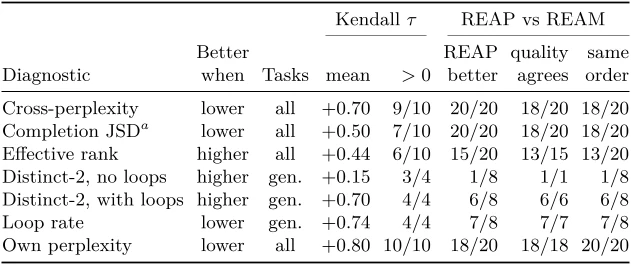 Kendall τ REAP vs REAM
Better REAP quality same
Diagnostic when Tasks mean > 0 better agrees order
Cross-perplexity lower all +0.70 9/10 20/20 18/20 18/20
Completion JSDᵃ lower all +0.50 7/10 20/20 18/20 18/20
Effective rank higher all +0.44 6/10 15/20 13/15 13/20
Distinct-2, no loops higher gen. +0.15 3/4 1/8 1/1 1/8
Distinct-2, with loops higher gen. +0.70 4/4 6/8 6/6 6/8
Loop rate lower gen. +0.74 4/4 7/8 7/7 7/8
Own perplexity lower all +0.80 10/10 18/20 18/18 20/20